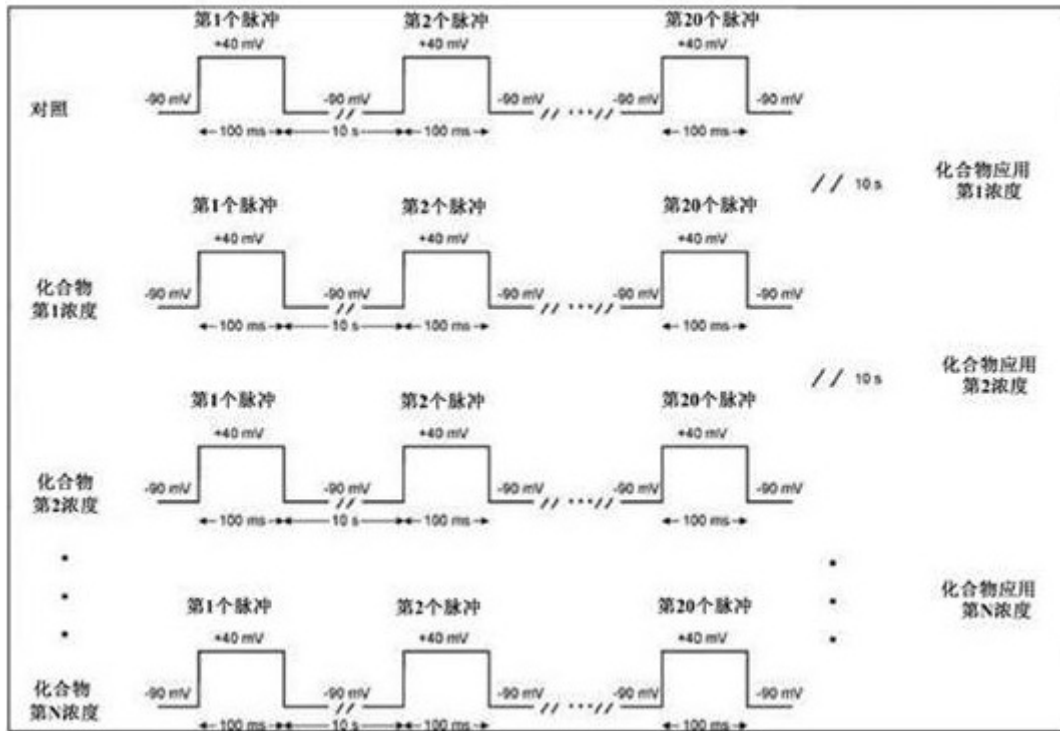 第1个脉冲 第2个脉冲 第20个脉冲
+40 mV +40 mV +40 mV
对照 -90 mV -90 mV -90 mV -90 mV -90 mV
100 ms 10 s 100 ms 100 ms
10 s 化合物应用
第1浓度
第1个脉冲 第2个脉冲 第20个脉冲
+40 mV +40 mV +40 mV
化合物
第1浓度
-90 mV -90 mV -90 mV -90 mV -90 mV
100 ms 10 s 100 ms 100 ms
10 s 化合物应用
第2浓度
第1个脉冲 第2个脉冲 第20个脉冲
+40 mV +40 mV +40 mV
化合物
第2浓度
-90 mV -90 mV -90 mV -90 mV -90 mV
100 ms 10 s 100 ms 100 ms
化合物应用
第N浓度
第1个脉冲 第2个脉冲 第20个脉冲
+40 mV +40 mV +40 mV
化合物
第N浓度
-90 mV -90 mV -90 mV -90 mV -90 mV
100 ms 10 s 100 ms 100 ms